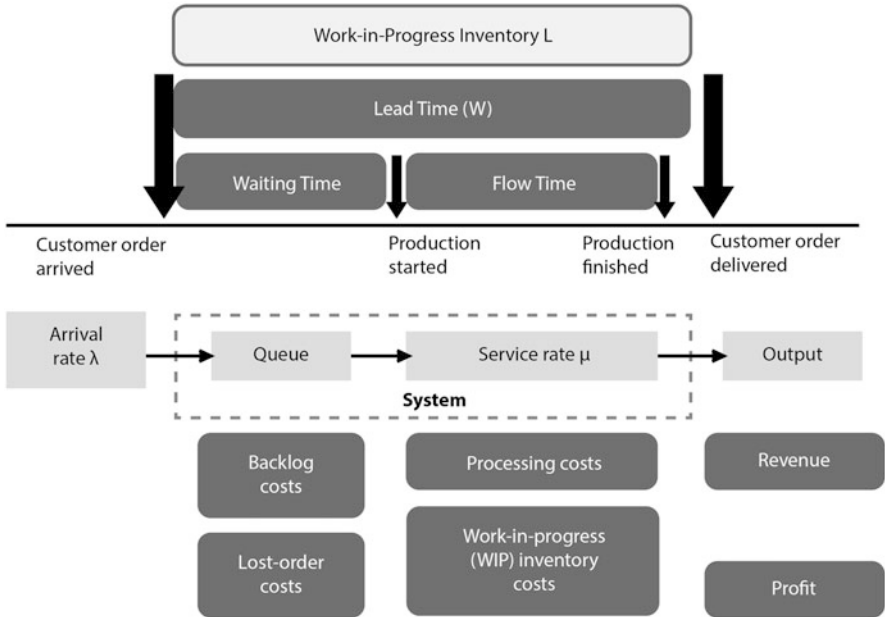 Work-in-Progress Inventory L
Lead Time (W)
Waiting Time
Flow Time
Customer order
arrived
Production
started
Production
finished
Customer order
delivered
Arrival
rate λ
Queue
Service rate μ
Output
System
Backlog
costs
Processing costs
Revenue
Lost-order
costs
Work-in-progress
(WIP) inventory
costs
Profit